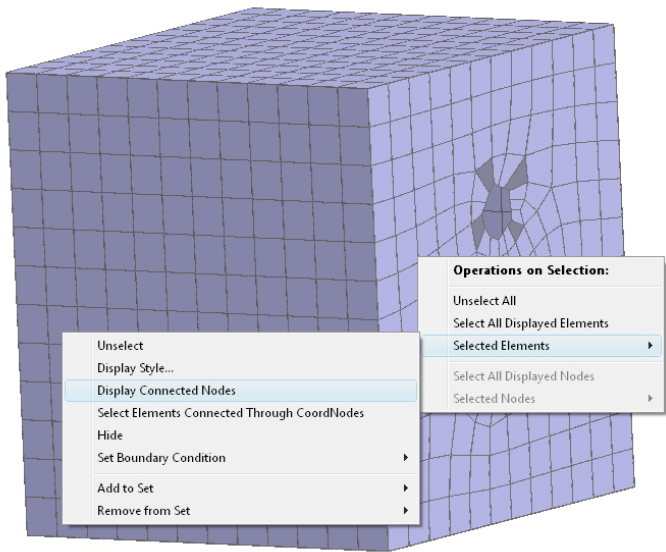 Operations on Selection:
Unselect All
Select All Displayed Elements
Selected Elements
Select All Displayed Nodes
Selected Nodes
Unselect
Display Style...
Display Connected Nodes
Select Elements Connected Through CoordNodes
Hide
Set Boundary Condition
Add to Set
Remove from Set